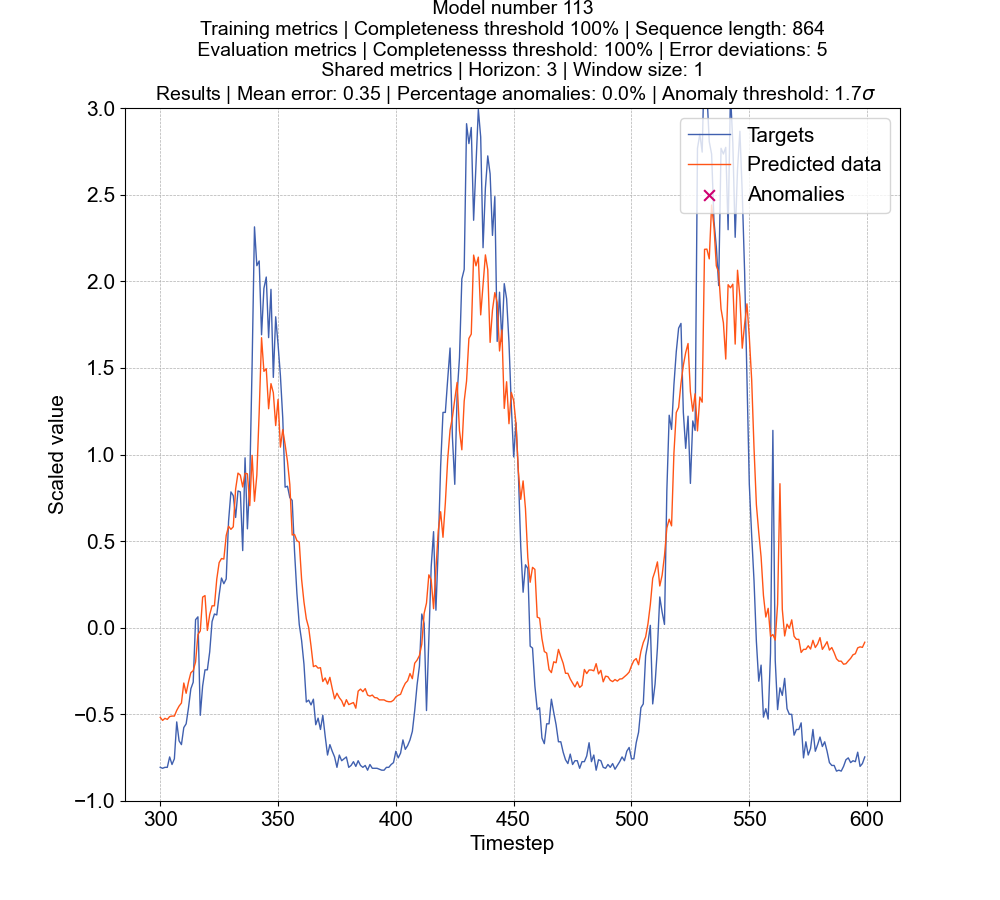 Model number 113
Training metrics | Completeness threshold 100% | Sequence length: 864
Evaluation metrics | Completenesss threshold: 100% | Error deviations: 5
Shared metrics | Horizon: 3 | Window size: 1
Results | Mean error: 0.35 | Percentage anomalies: 0.0% | Anomaly threshold: 1.7σ
Targets
Predicted data
Anomalies
3.0
2.5
2.0
1.5
1.0
0.5
0.0
−0.5
−1.0
Scaled value
300 350 400 450 500 550 600
Timestep